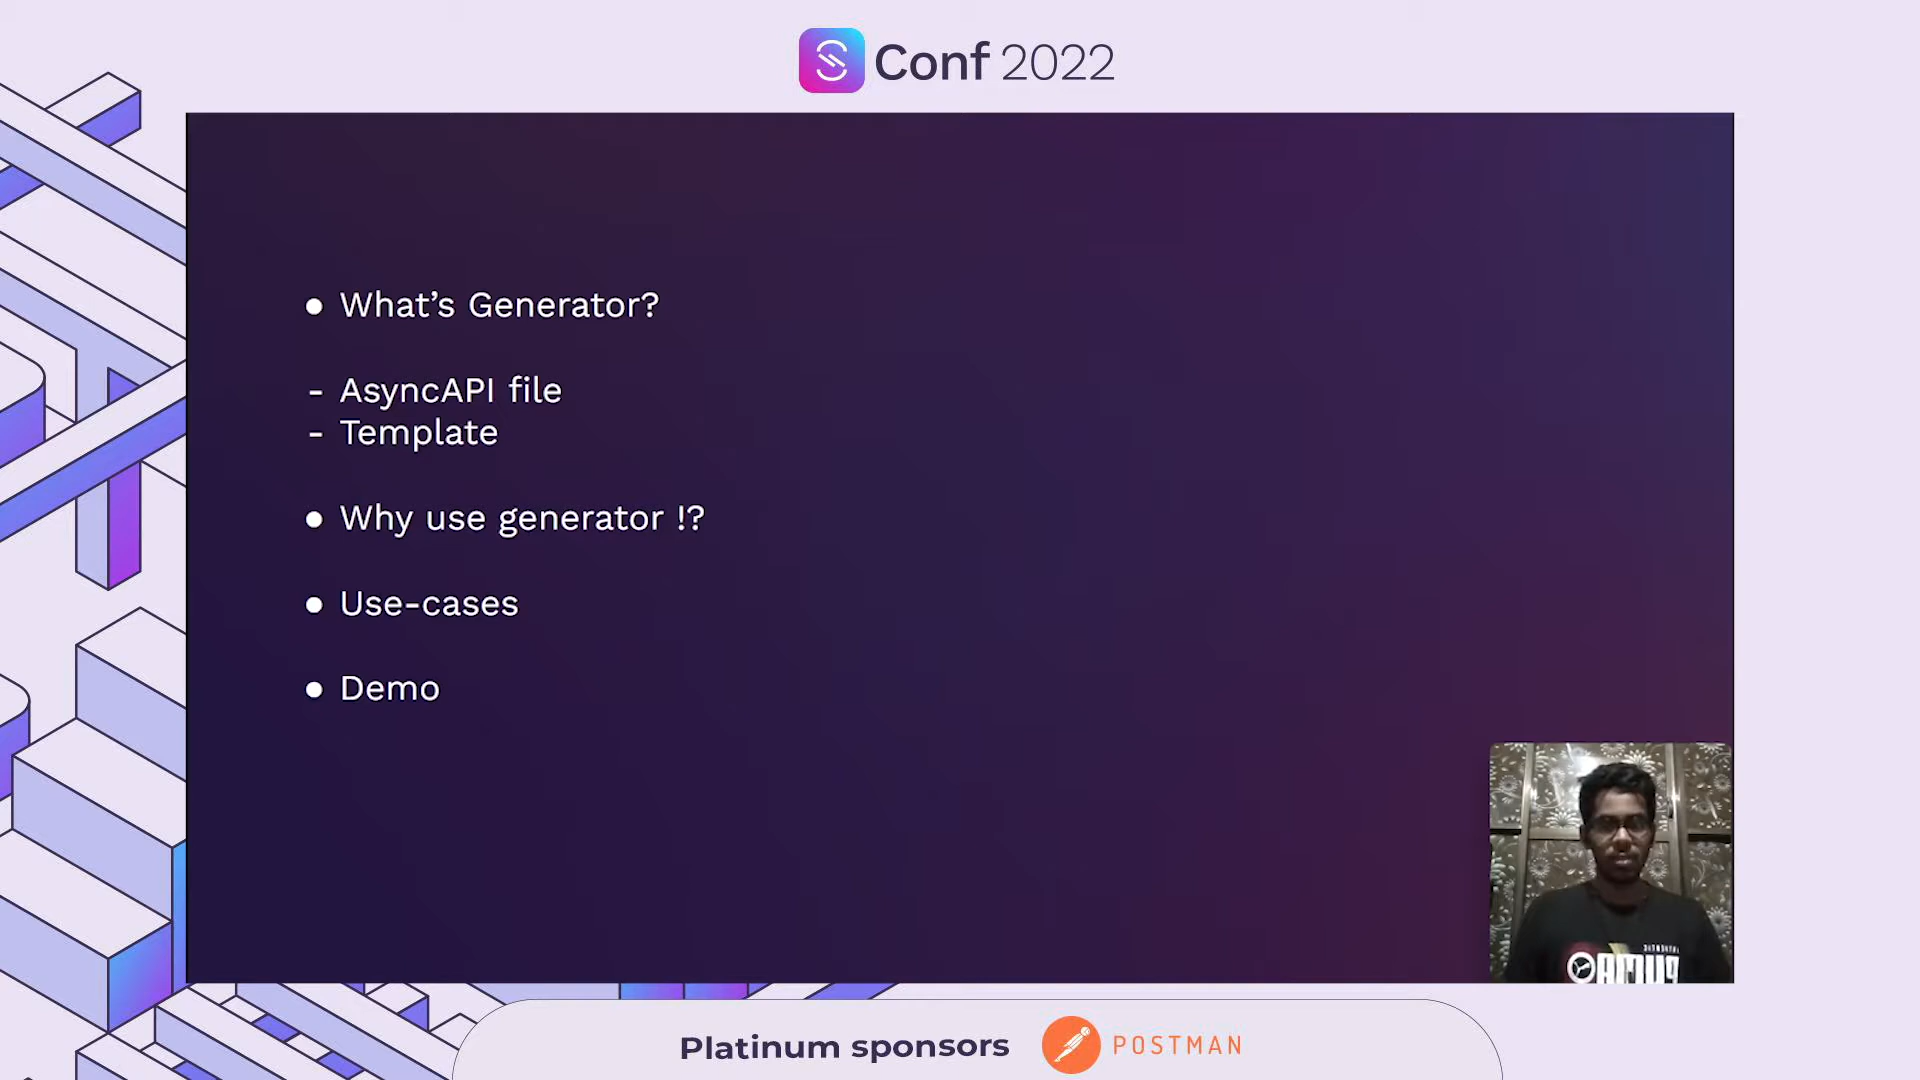 Conf 2022
● What's Generator?
- AsyncAPI file
- Template
● Why use generator !?
● Use-cases
● Demo
Platinum sponsors
POSTMAN